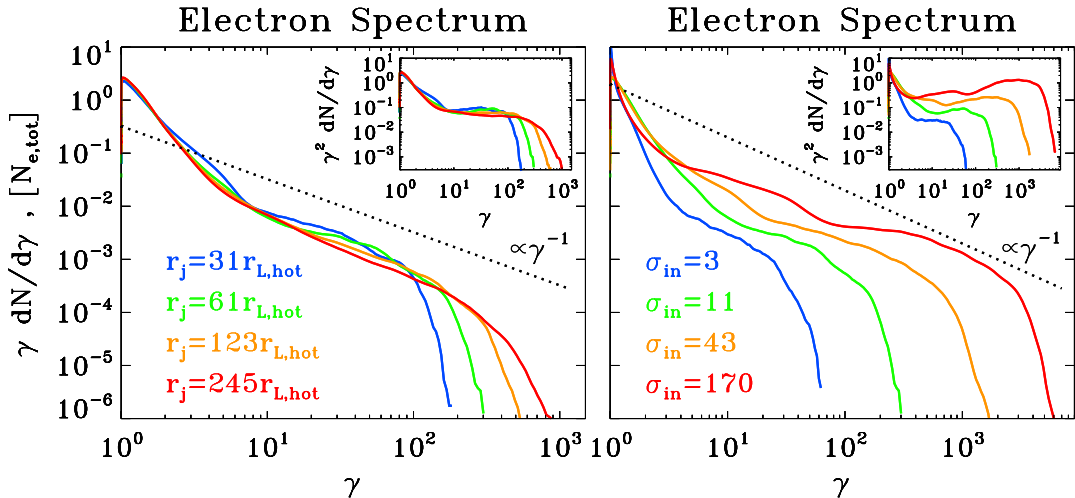 Electron Spectrum
γ dN/dγ , [N_e,tot.]
10^1
10^0
10^-1
10^-2
10^-3
10^-4
10^-5
10^-6
10^0
10^1
10^2
10^3
γ
∝γ^-1
r_j=31r_L,hot
r_j=61r_L,hot
r_j=123r_L,hot
r_j=245r_L,hot
γ^2 dN/dγ
10^1
10^0
10^-1
10^-2
10^-3
10^0
10^1
10^2
10^3
γ
Electron Spectrum
10^0
10^1
10^2
10^3
γ
∝γ^-1
σ_in=3
σ_in=11
σ_in=43
σ_in=170
γ^2 dN/dγ
10^1
10^0
10^-1
10^-2
10^-3
10^0
10^1
10^2
10^3
γ